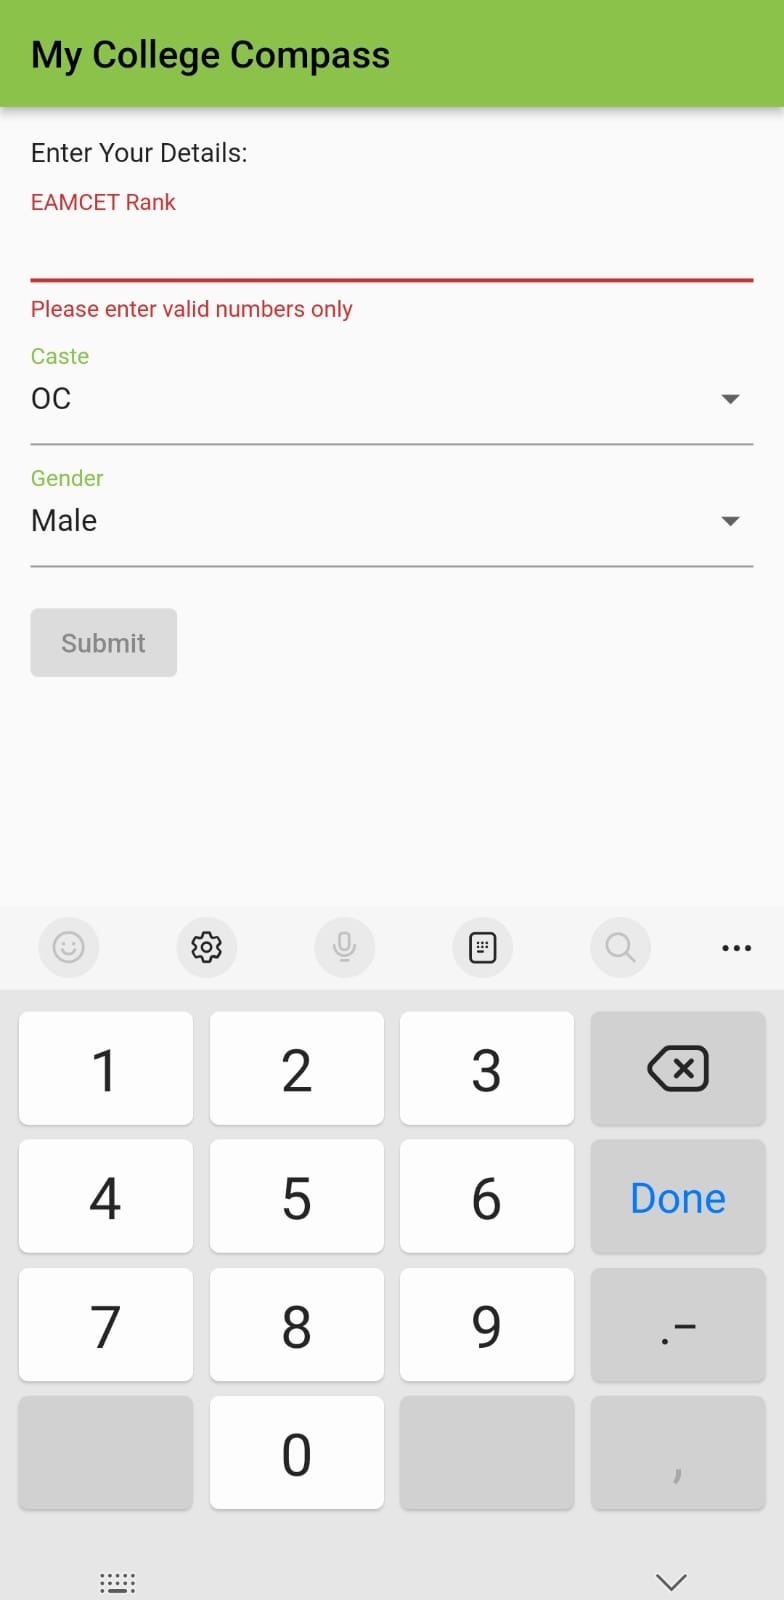 My College Compass
Enter Your Details:
EAMCET Rank
Please enter valid numbers only
Caste
OC
Gender
Male
Submit
1 2 3
4 5 6 Done
7 8 9 .–
0 ,